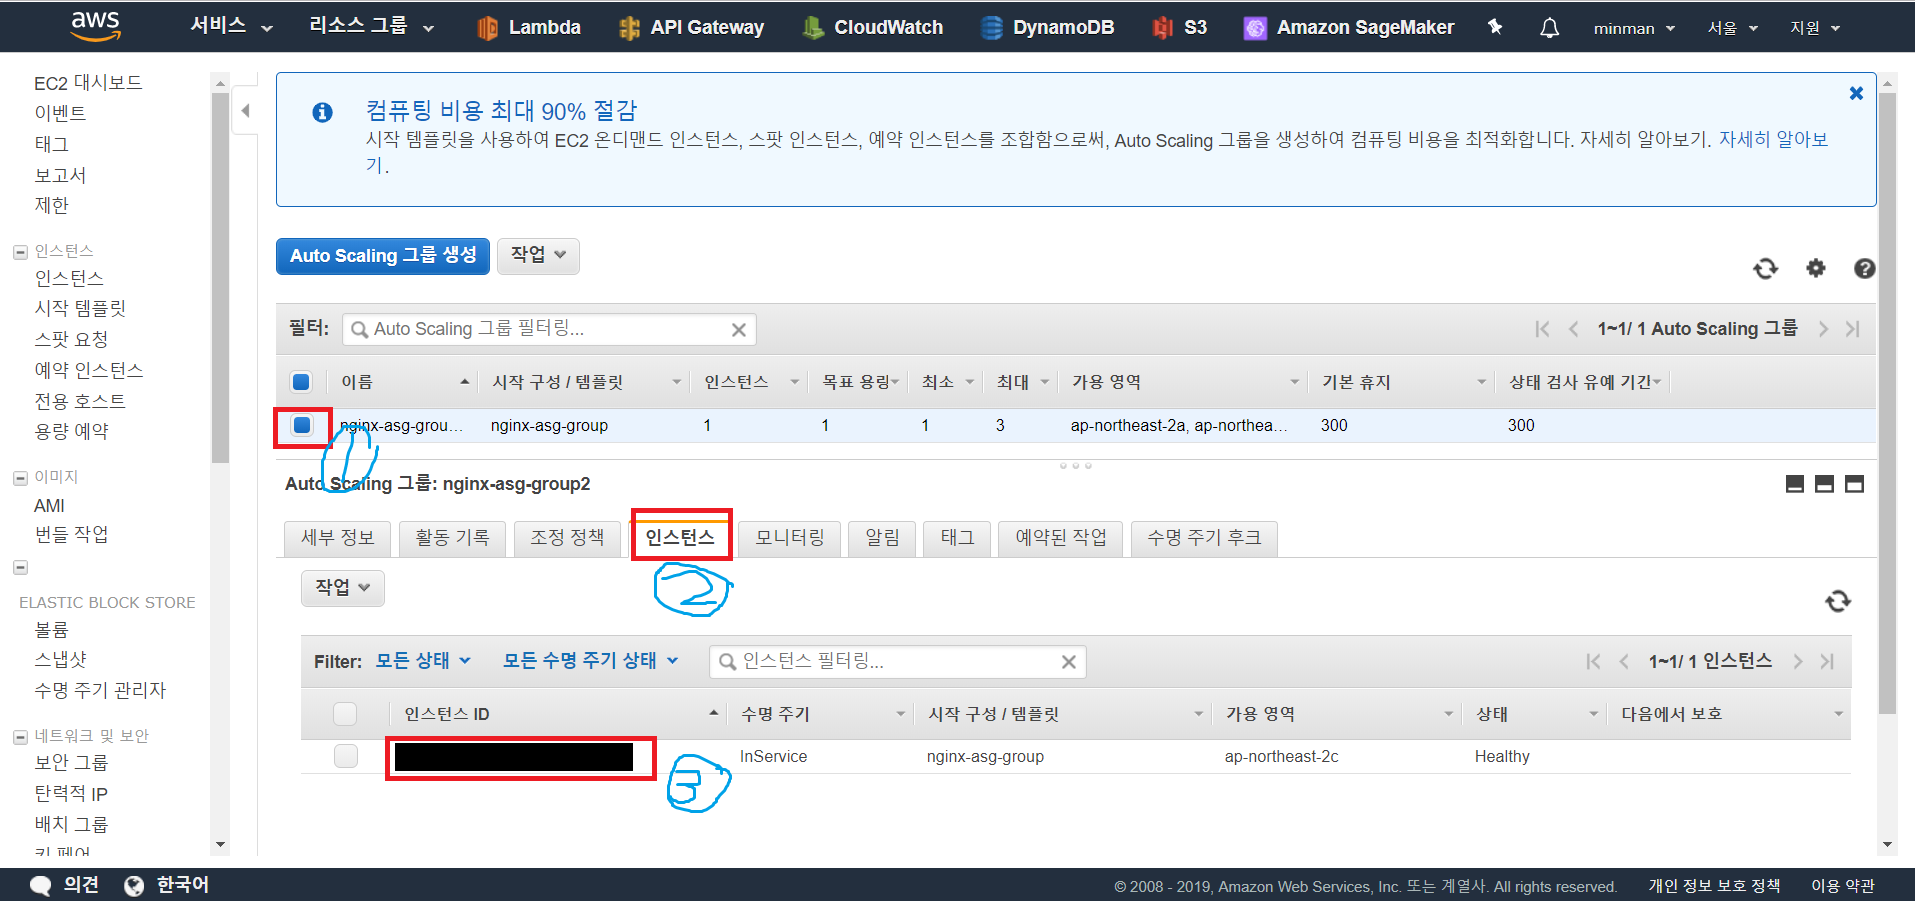 aws 서비스 리소스 그룹 Lambda API Gateway CloudWatch DynamoDB S3 Amazon SageMaker minman 서울 지원
EC2 대시보드
이벤트
태그
보고서
제한
인스턴스
인스턴스
시작 템플릿
스팟 요청
예약 인스턴스
전용 호스트
용량 예약
이미지
AMI
번들 작업
ELASTIC BLOCK STORE
볼륨
스냅샷
수명 주기 관리자
네트워크 및 보안
보안 그룹
탄력적 IP
배치 그룹
키 페어
컴퓨팅 비용 최대 90% 절감
시작 템플릿을 사용하여 EC2 온디맨드 인스턴스, 스팟 인스턴스, 예약 인스턴스를 조합함으로써, Auto Scaling 그룹을 생성하여 컴퓨팅 비용을 최적화합니다. 자세히 알아보기. 자세히 알아보
기.
Auto Scaling 그룹 생성 작업
필터: Auto Scaling 그룹 필터링... 1~1/ 1 Auto Scaling 그룹
이름 시작 구성 / 템플릿 인스턴스 목표 용량 최소 최대 가용 영역 기본 휴지 상태 검사 유예 기간
nginx-asg-grou... nginx-asg-group 1 1 1 3 ap-northeast-2a, ap-northea... 300 300
1
Auto Scaling 그룹: nginx-asg-group2
세부 정보 활동 기록 조정 정책 인스턴스 모니터링 알림 태그 예약된 작업 수명 주기 후크
2
작업
Filter: 모든 상태 모든 수명 주기 상태 인스턴스 필터링... 1~1/ 1 인스턴스
인스턴스 ID 수명 주기 시작 구성 / 템플릿 가용 영역 상태 다음에서 보호
InService nginx-asg-group ap-northeast-2c Healthy
3
의견 한국어 © 2008 - 2019, Amazon Web Services, Inc. 또는 계열사. All rights reserved. 개인 정보 보호 정책 이용 약관